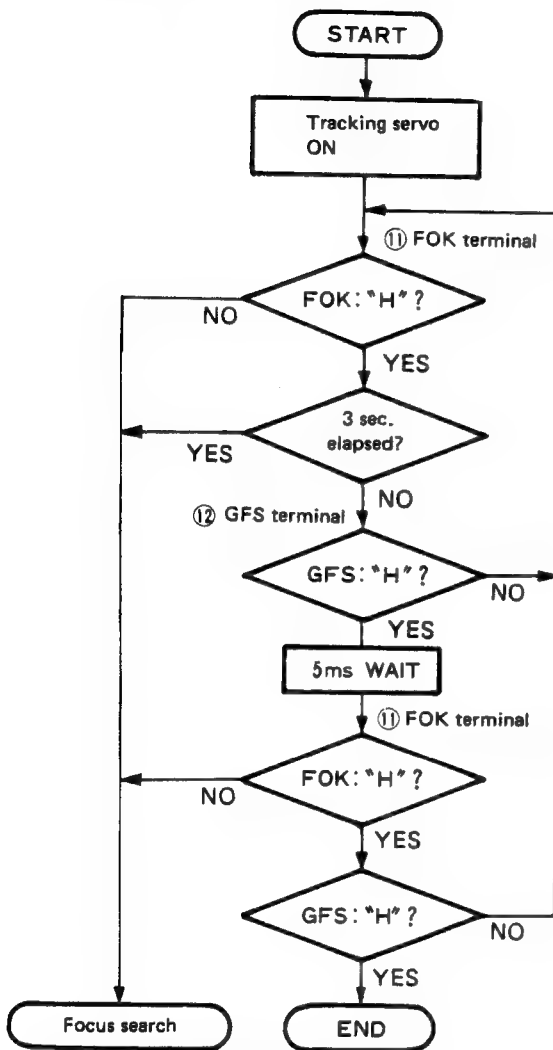 START
Tracking servo
ON
⑪ FOK terminal
FOK: "H" ?
NO
YES
3 sec.
elapsed?
YES
NO
⑫ GFS terminal
GFS: "H" ?
NO
YES
5ms WAIT
⑪ FOK terminal
FOK: "H" ?
NO
YES
GFS: "H" ?
NO
YES
Focus search
END